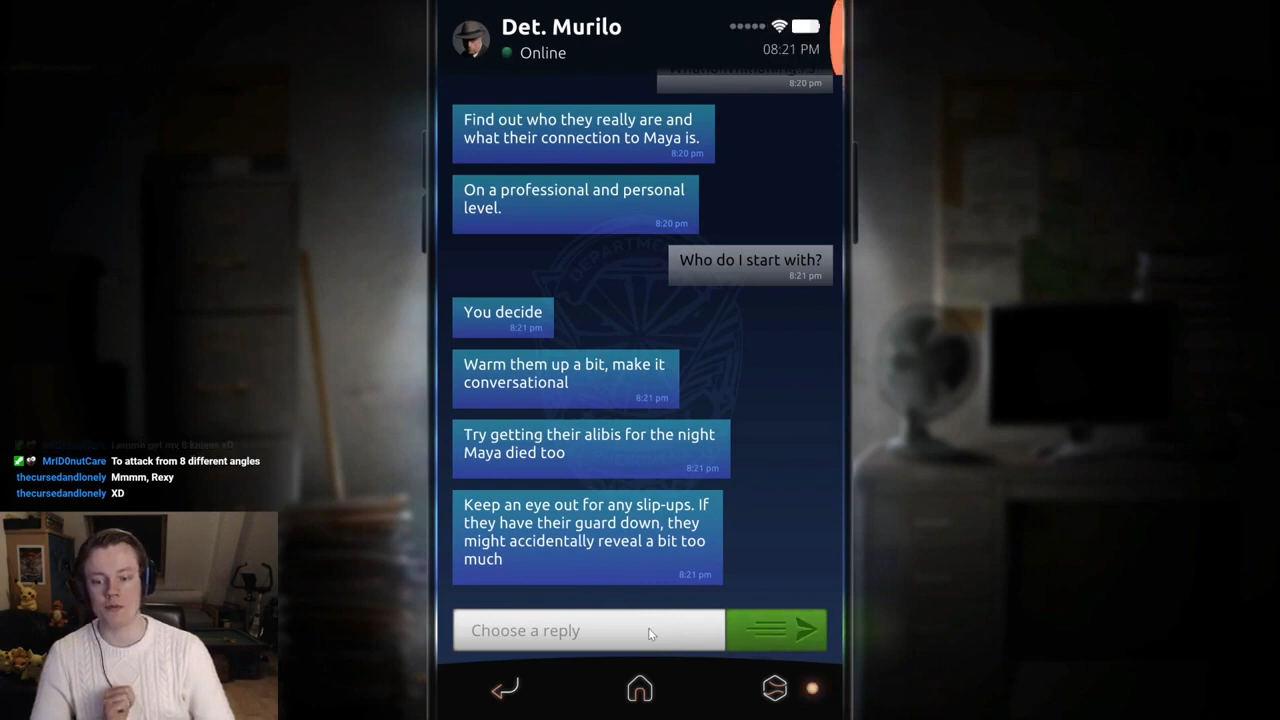 Det. Murilo
Online
08:21 PM
8:20 pm
Find out who they really are and
what their connection to Maya is.
8:20 pm
On a professional and personal
level.
8:20 pm
Who do I start with?
8:21 pm
You decide
8:21 pm
Warm them up a bit, make it
conversational
8:21 pm
Try getting their alibis for the night
Maya died too
8:21 pm
Keep an eye out for any slip-ups. If
they have their guard down, they
might accidentally reveal a bit too
much
8:21 pm
Choose a reply
MrID0nutCare To attack from 8 different angles
thecursedandlonely Mmmm, Rexy
thecursedandlonely XD